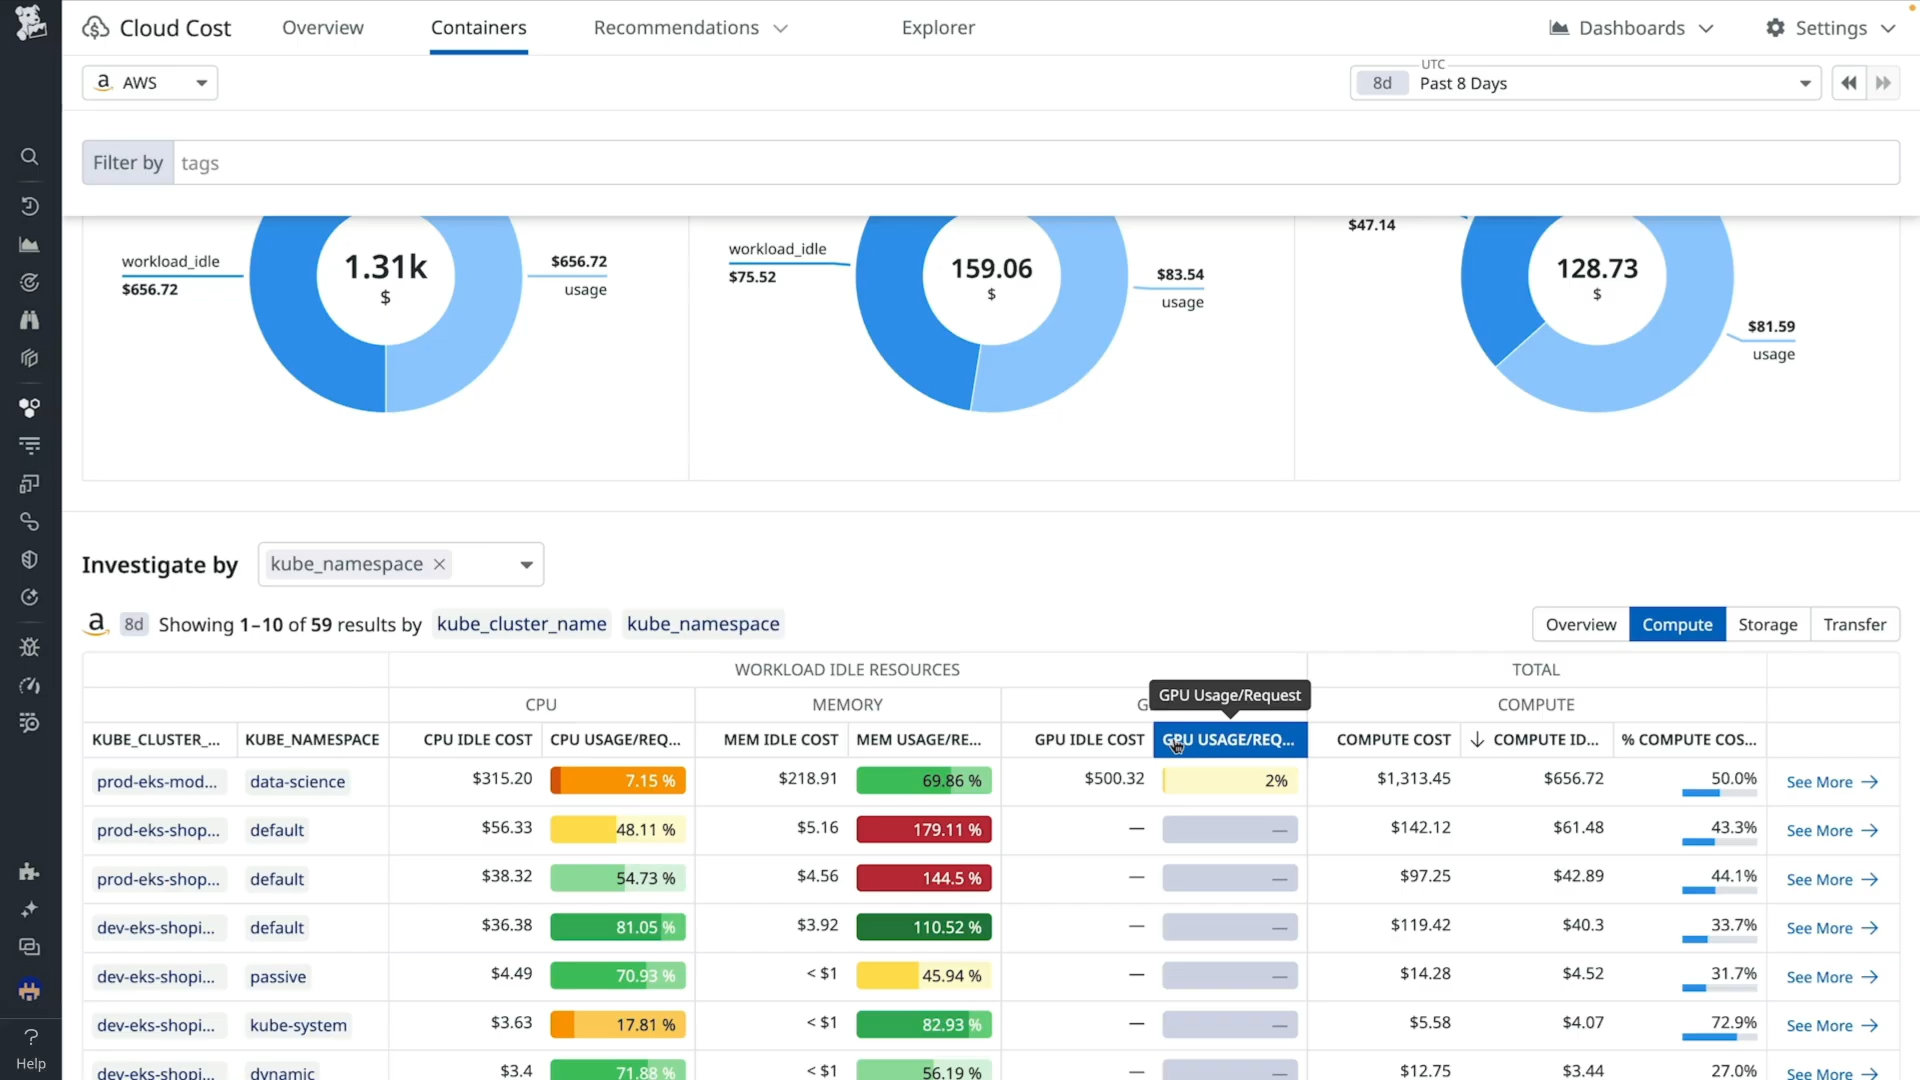 Cloud Cost
Overview
Containers
Recommendations
Explorer
Dashboards
Settings
a AWS
UTC
8d Past 8 Days
Filter by tags
workload_idle
$656.72
1.31k
$
$656.72
usage
workload_idle
$75.52
159.06
$
$83.54
usage
$47.14
128.73
$
$81.59
usage
Investigate by kube_namespace
a 8d Showing 1–10 of 59 results by kube_cluster_name kube_namespace
Overview Compute Storage Transfer
WORKLOAD IDLE RESOURCES TOTAL
GPU Usage/Request
CPU MEMORY G COMPUTE
KUBE_CLUSTER_... KUBE_NAMESPACE CPU IDLE COST CPU USAGE/REQ... MEM IDLE COST MEM USAGE/RE... GPU IDLE COST GPU USAGE/REQ... COMPUTE COST COMPUTE ID... % COMPUTE COS...
prod-eks-mod... data-science $315.20 7.15 % $218.91 69.86 % $500.32 2% $1,313.45 $656.72 50.0% See More
prod-eks-shop... default $56.33 48.11 % $5.16 179.11 % — — $142.12 $61.48 43.3% See More
prod-eks-shop... default $38.32 54.73 % $4.56 144.5 % — — $97.25 $42.89 44.1% See More
dev-eks-shopi... default $36.38 81.05 % $3.92 110.52 % — — $119.42 $40.3 33.7% See More
dev-eks-shopi... passive $4.49 70.93 % < $1 45.94 % — — $14.28 $4.52 31.7% See More
dev-eks-shopi... kube-system $3.63 17.81 % < $1 82.93 % — — $5.58 $4.07 72.9% See More
dev-eks-shopi... dynamic $3.4 71.88 % < $1 56.19 % — — $12.75 $3.44 27.0% See More
?
Help